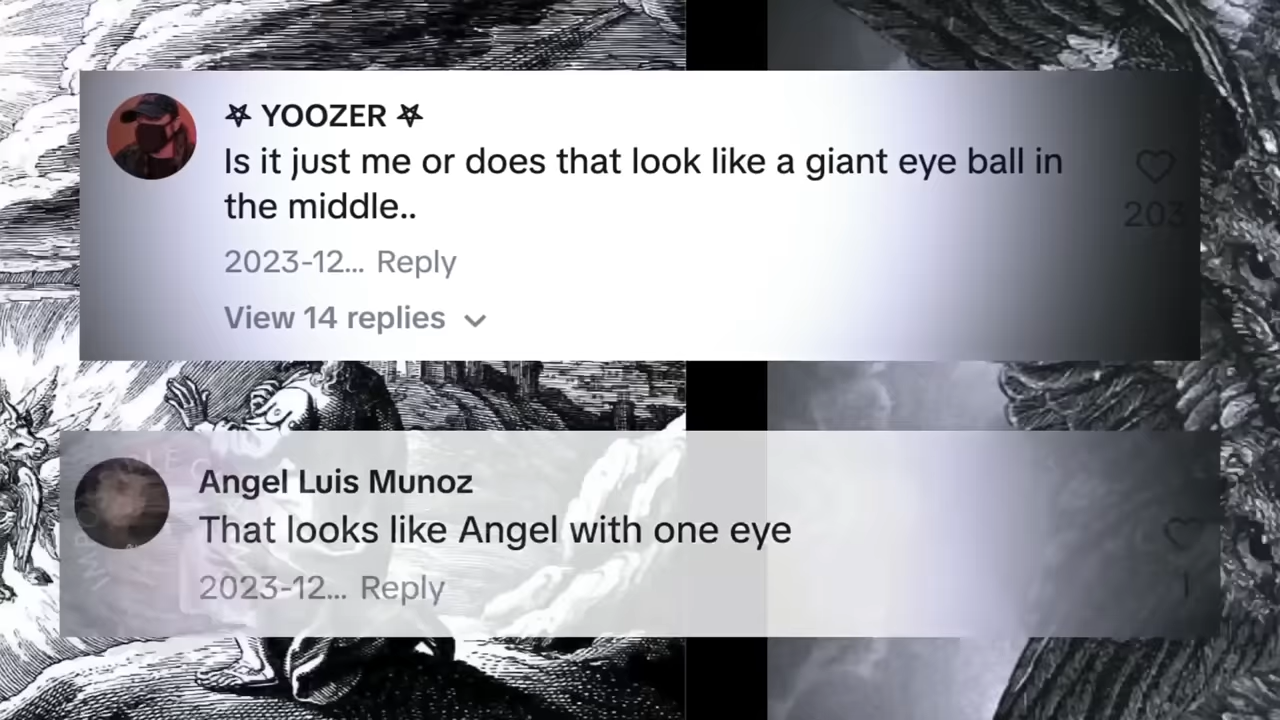 ⛧ YOOZER ⛧
Is it just me or does that look like a giant eye ball in
the middle..
203
2023-12... Reply
View 14 replies
Angel Luis Munoz
That looks like Angel with one eye
2023-12... Reply
1